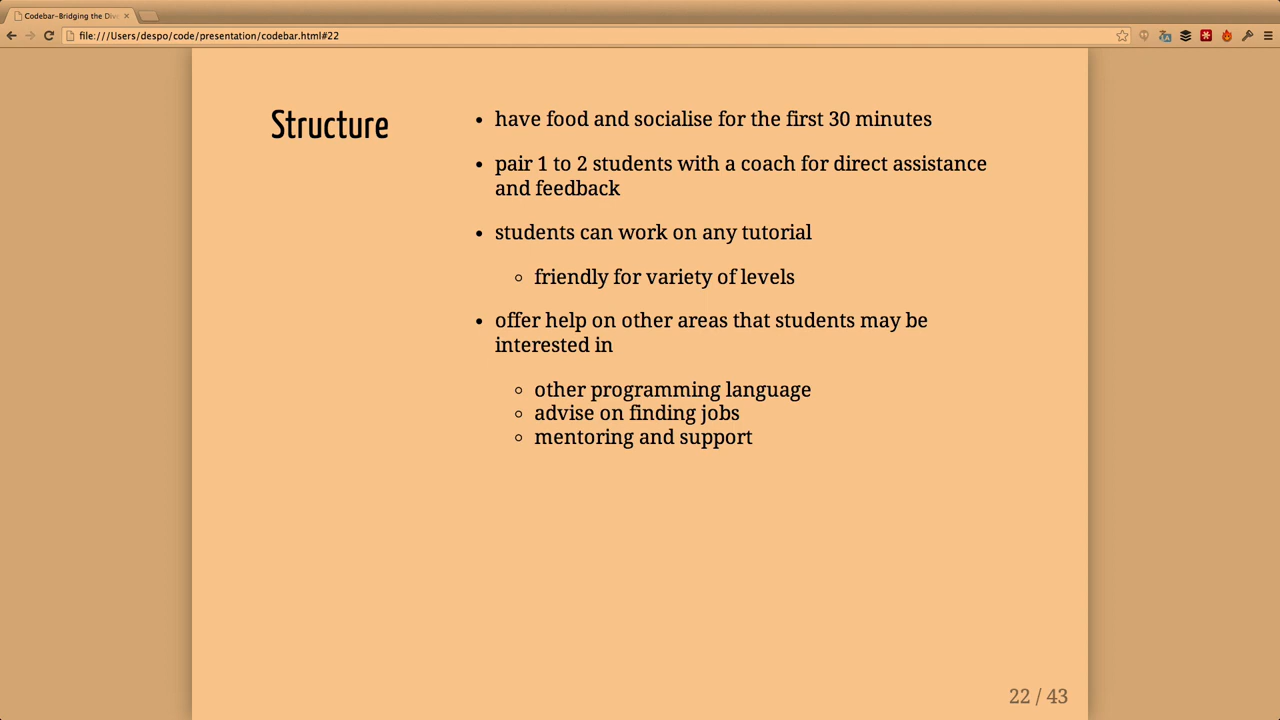 Codebar-Bridging the Div
file:///Users/despo/code/presentation/codebar.html#22
Structure
• have food and socialise for the first 30 minutes
• pair 1 to 2 students with a coach for direct assistance
and feedback
• students can work on any tutorial
◦ friendly for variety of levels
• offer help on other areas that students may be
interested in
◦ other programming language
◦ advise on finding jobs
◦ mentoring and support
22 / 43